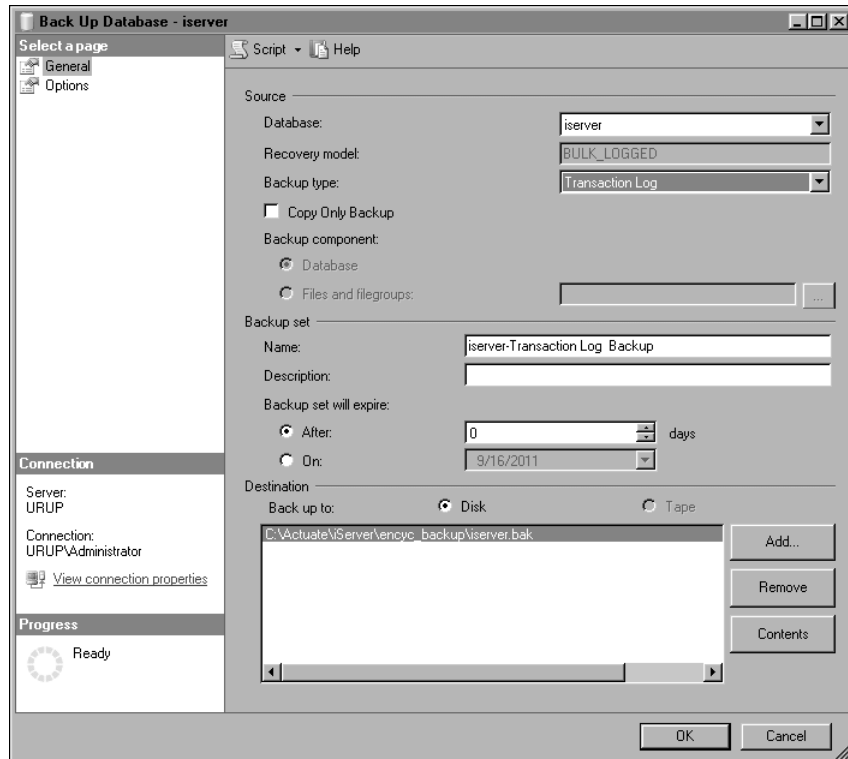 Back Up Database - iserver
Select a page
General
Options
Script Help
Source
Database: iserver
Recovery model: BULK_LOGGED
Backup type: Transaction Log
Copy Only Backup
Backup component:
Database
Files and filegroups: ...
Backup set
Name: iserver-Transaction Log Backup
Description:
Backup set will expire:
After: 0 days
On: 9/16/2011
Destination
Back up to: Disk Tape
C:\Actuate\iServer\encyc_backup\iserver.bak
Add...
Remove
Contents
Connection
Server:
URUP
Connection:
URUP\Administrator
View connection properties
Progress
Ready
OK Cancel